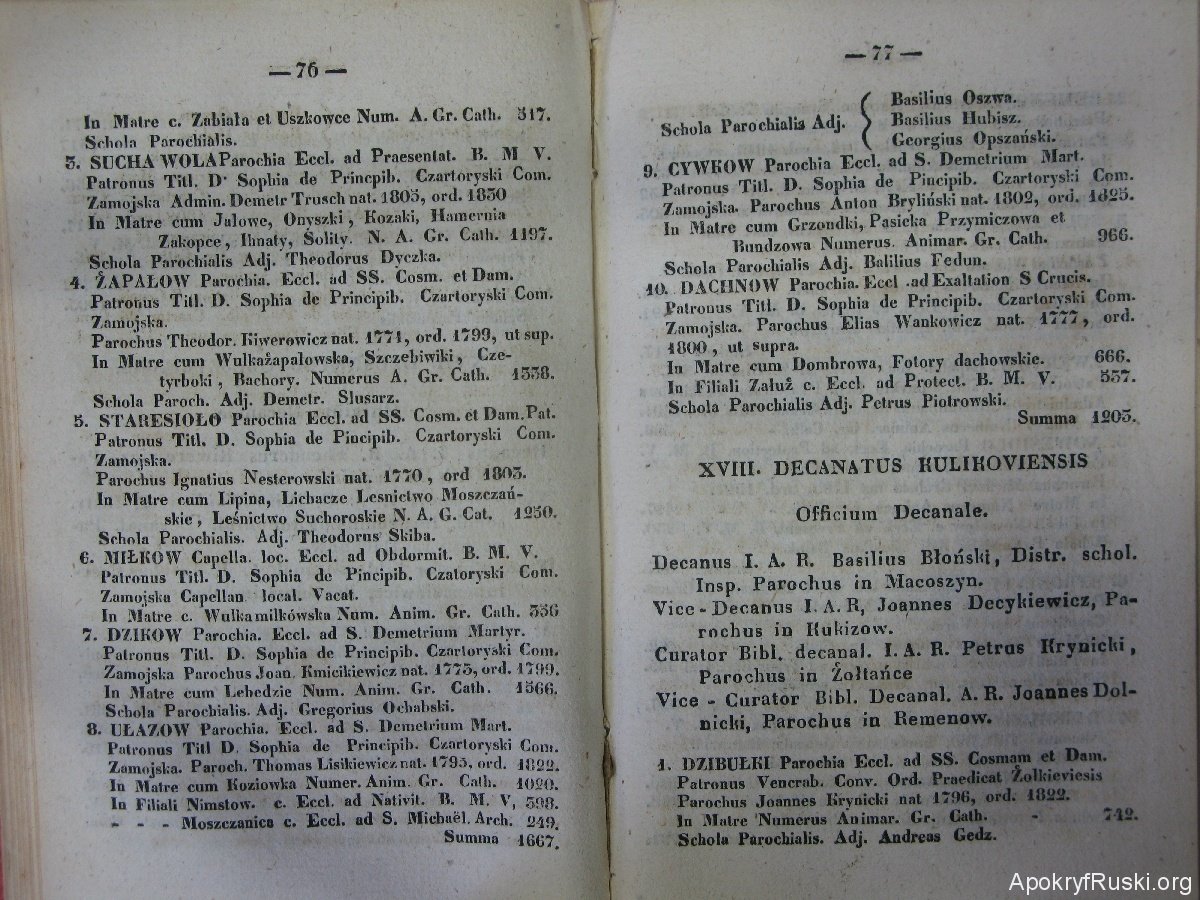 — 76 —
In Matre c. Zabiała et Uszkowce Num. A. Gr. Cath. 517.
Schola Parochialis.
3. SUCHA WOLA Parochia Eccl. ad Praesentat. B. M V.
Patronus Titl. D· Sophia de Princpib. Czartoryski Com.
Zamojska Admin. Demetr Trusch nat. 1805, ord. 1830
In Matre cum Jalowe, Onyszki, Kozaki, Hamernia
Zakopce, Ihnaty, Solity. N. A. Gr. Cath. 1197.
Schola Parochialis Adj. Theodorus Dyczka.
4. ŻAPAŁOW Parochia. Eccl. ad SS. Cosm. et Dam.
Patronus Titl. D. Sophia de Principib. Czartoryski Com.
Zamojska.
Parochus Theodor. Kiwerowicz nat. 1771, ord. 1799, ut sup.
In Matre cum Wulkażapalowska, Szczebiwiki, Cze-
tyrboki, Bachory. Numerus A. Gr. Cath. 1338.
Schola Paroch. Adj. Demetr. Slusarz.
5. STARESIOŁO Parochia Eccl. ad SS. Cosm. et Dam. Pat.
Patronus Titl. D. Sophia de Pincipib. Czartoryski Com.
Zamojska.
Parochus Ignatius Nesterowski nat. 1770, ord 1803.
In Matre cum Lipina, Lichacze Lesnictwo Moszczań-
skie, Leśnictwo Suchoroskie N. A. G. Cat. 1250.
Schola Parochialis. Adj. Theodorus Skiba.
6. MIŁKOW Capella. loc. Eccl. ad Obdormit. B. M. V.
Patronus Titl. D. Sophia de Pincipib. Czatoryski Com.
Zamojska Capellan. local. Vacat.
In Matre c. Wulkamilkówska Num. Anim. Gr. Cath. 336
7. DZIKOW Parochia. Eccl. ad S. Demetrium Martyr.
Patronus Titl. D. Sophia de Principib. Czartoryski Com.
Zamojska Parochus Joan. Kmicikiewicz nat. 1773, ord. 1799.
In Matre cum Lebedzie Num. Anim. Gr. Cath. 1566.
Schola Parochialis. Adj. Gregorius Ochabski.
8. UŁAZOW Parochia. Eccl. ad S. Demetrium Mart.
Patronus Titl D. Sophia de Principib. Czartoryski Com.
Zamojska. Paroch. Thomas Lisikiewicz nat. 1795, ord. 1822.
In Matre cum Koziowka Numer. Anim. Gr. Cath. 1020.
In Filiali Nimstow. c. Eccl. ad Nativit. B. M. V, 398.
- - - Moszczanica c. Eccl. ad S. Michaël. Arch. 249.
Summa 1667.
— 77 —
Schola Parochialis Adj. { Basilius Oszwa.
Basilius Hubisz.
Georgius Opszański.
9. CYWKOW Parochia Eccl. ad S. Demetrium Mart.
Patronus Titl. D. Sophia de Pincipib. Czartoryski Com.
Zamojska. Parochus Anton Bryliński nat. 1802, ord. 1825.
In Matre cum Grzondki, Pasieka Przymiczowa et
Bundzowa Numerus. Animar. Gr. Cath. 966.
Schola Parochialis Adj. Balilius Fedun.
10. DACHNOW Parochia. Eccl .ad Exaltation S Crucis.
Patronus Titl. D. Sophia de Principib. Czartoryski Com.
Zamojska. Parochus Elias Wankowicz nat. 1777, ord.
1800, ut supra.
In Matre cum Dombrowa, Fotory dachowskie. 666.
In Filiali Załuż c. Eccl. ad Protect. B. M. V. 537.
Schola Parochialis Adj. Petrus Piotrowski.
Summa 1203.
XVIII. DECANATUS KULIKOVIENSIS
Officium Decanale.
Decanus I. A. R. Basilius Błoński, Distr. schol.
Insp. Parochus in Macoszyn.
Vice - Decanus I. A. R, Joannes Decykiewicz, Pa-
rochus in Kukizow.
Curator Bibl. decanal. I. A. R. Petrus Krynicki,
Parochus in Żołtańce
Vice - Curator Bibl. Decanal. A. R. Joannes Dol-
nicki, Parochus in Remenow.
1. DZIBUŁKI Parochia Eccl. ad SS. Cosmam et Dam.
Patronus Vencrab. Conv. Ord. Praedicat Żolkieviesis
Parochus Joannes Krynicki nat 1796, ord. 1822.
In Matre Numerus Animar. Gr. Cath. - 742.
Schola Parochialis. Adj. Andreas Gedz.
ApokryfRuski.org